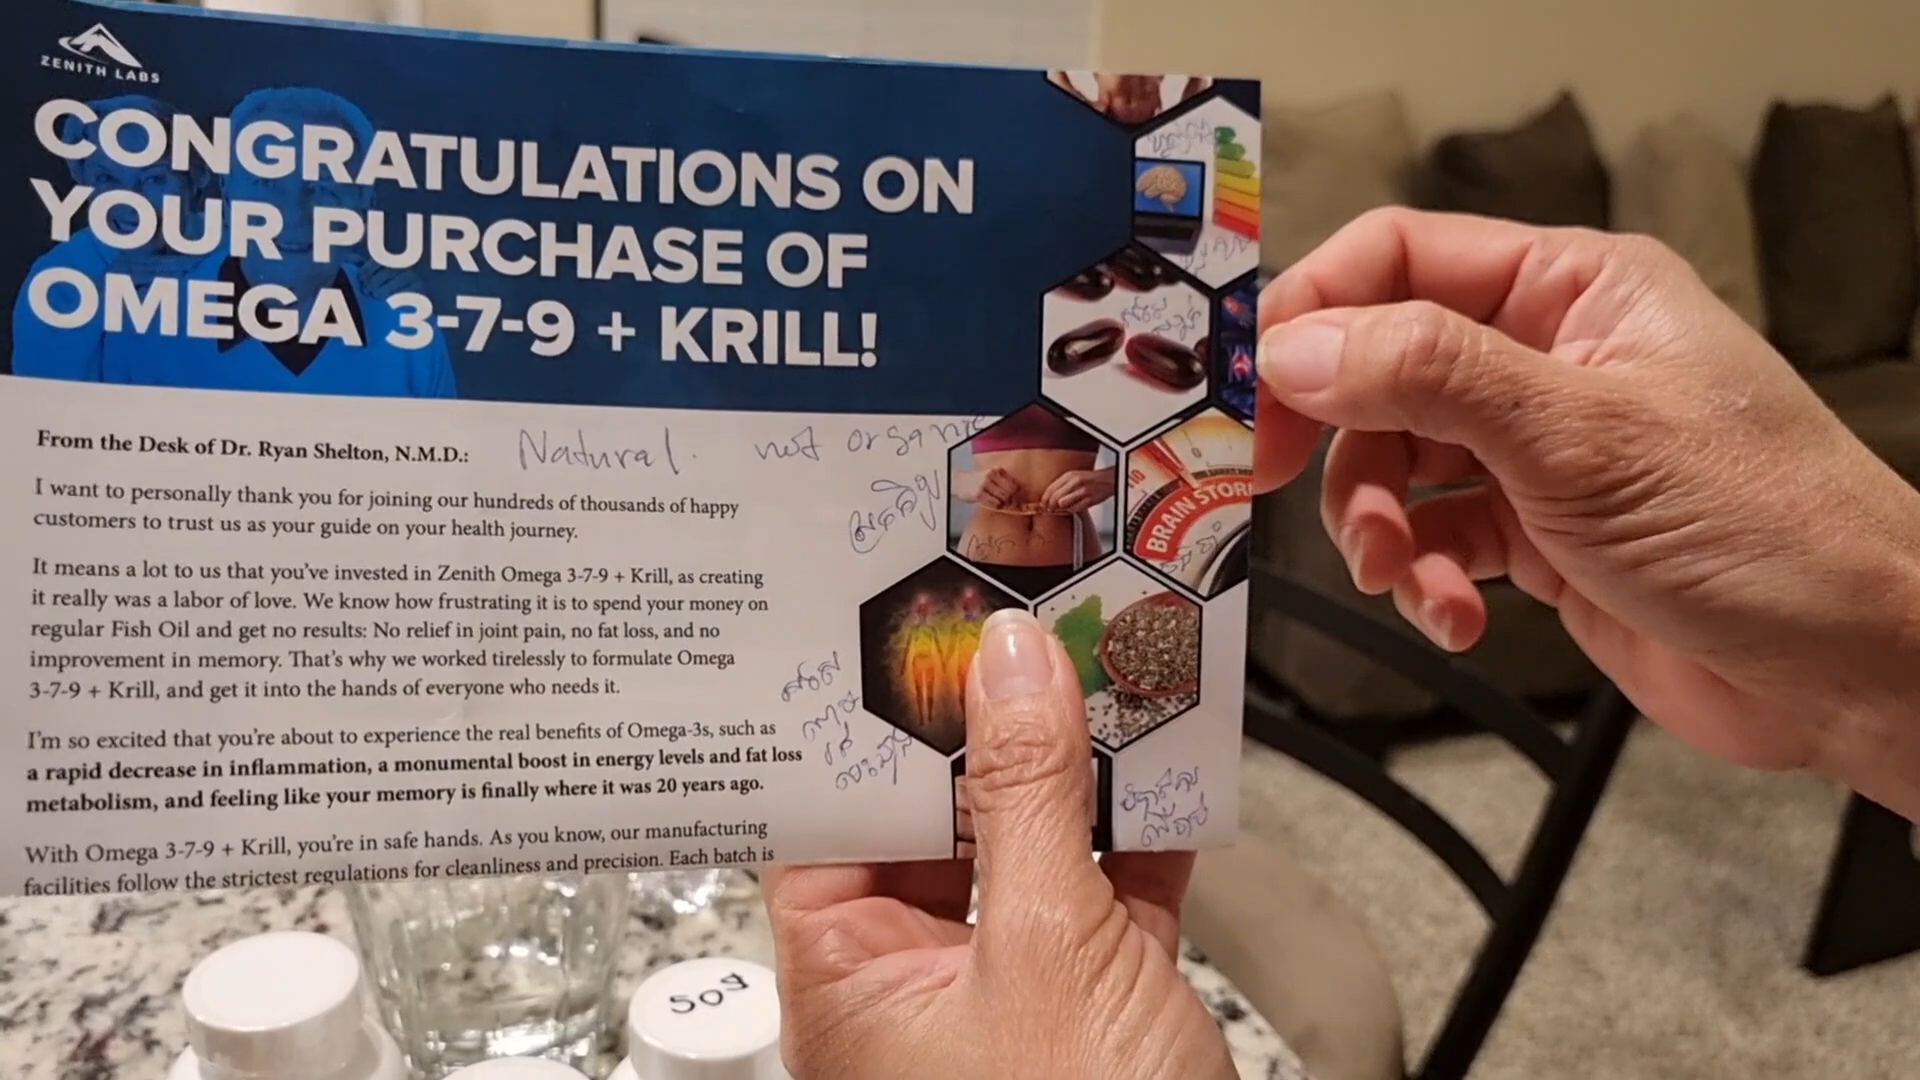 ZENITH LABS
CONGRATULATIONS ON
YOUR PURCHASE OF
OMEGA 3-7-9 + KRILL!
From the Desk of Dr. Ryan Shelton, N.M.D.: Natural. not organic
I want to personally thank you for joining our hundreds of thousands of happy
customers to trust us as your guide on your health journey.
It means a lot to us that you've invested in Zenith Omega 3-7-9 + Krill, as creating
it really was a labor of love. We know how frustrating it is to spend your money on
regular Fish Oil and get no results: No relief in joint pain, no fat loss, and no
improvement in memory. That's why we worked tirelessly to formulate Omega
3-7-9 + Krill, and get it into the hands of everyone who needs it.
I'm so excited that you're about to experience the real benefits of Omega-3s, such as
a rapid decrease in inflammation, a monumental boost in energy levels and fat loss
metabolism, and feeling like your memory is finally where it was 20 years ago.
With Omega 3-7-9 + Krill, you're in safe hands. As you know, our manufacturing
facilities follow the strictest regulations for cleanliness and precision. Each batch is
BRAIN STOR